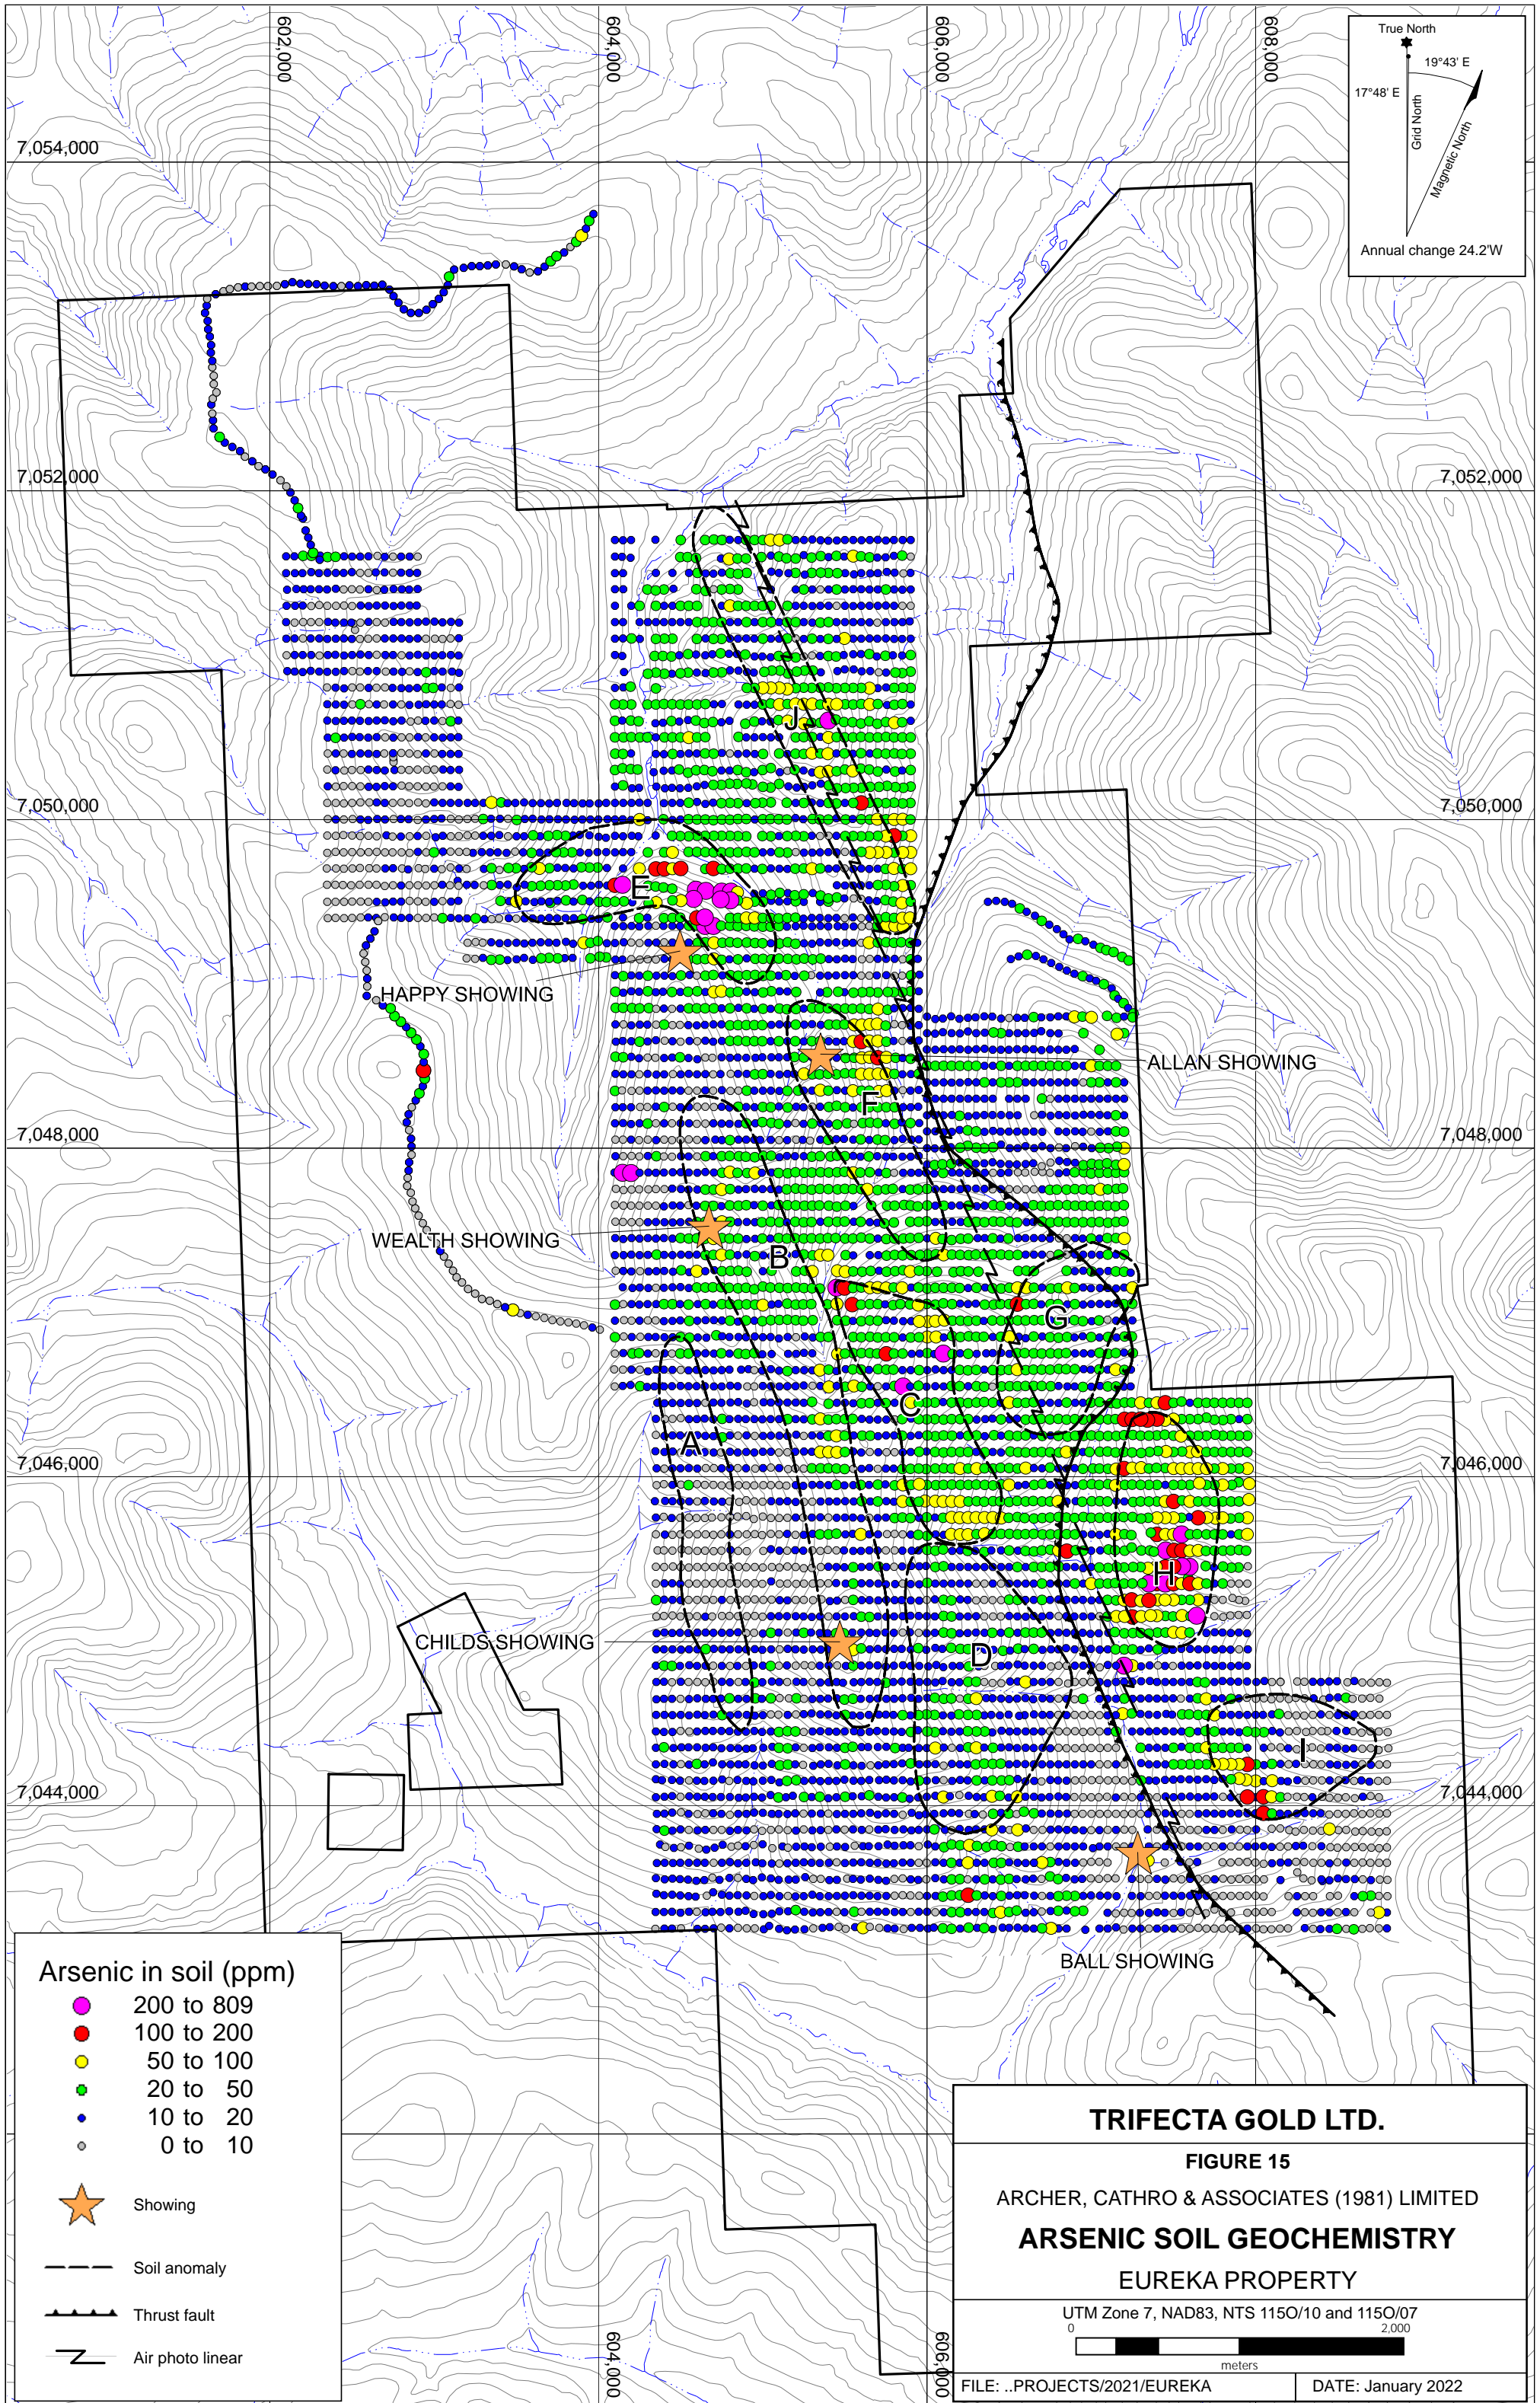 602,000
604,000
606,000
608,000
True North
19°43' E
17°48' E
Grid North
Magnetic North
Annual change 24.2'W
7,054,000
7,052,000
7,052,000
J
7,050,000
7,050,000
E
HAPPY SHOWING
ALLAN SHOWING
F
7,048,000
7,048,000
WEALTH SHOWING
B
G
C
A
7,046,000
7,046,000
H
CHILDS SHOWING
D
I
7,044,000
7,044,000
BALL SHOWING
Arsenic in soil (ppm)
200 to 809
100 to 200
50 to 100
20 to 50
10 to 20
0 to 10
Showing
Soil anomaly
Thrust fault
Air photo linear
604,000
606,000
TRIFECTA GOLD LTD.
FIGURE 15
ARCHER, CATHRO & ASSOCIATES (1981) LIMITED
ARSENIC SOIL GEOCHEMISTRY
EUREKA PROPERTY
UTM Zone 7, NAD83, NTS 115O/10 and 115O/07
0 2,000
meters
FILE: ..PROJECTS/2021/EUREKA
DATE: January 2022